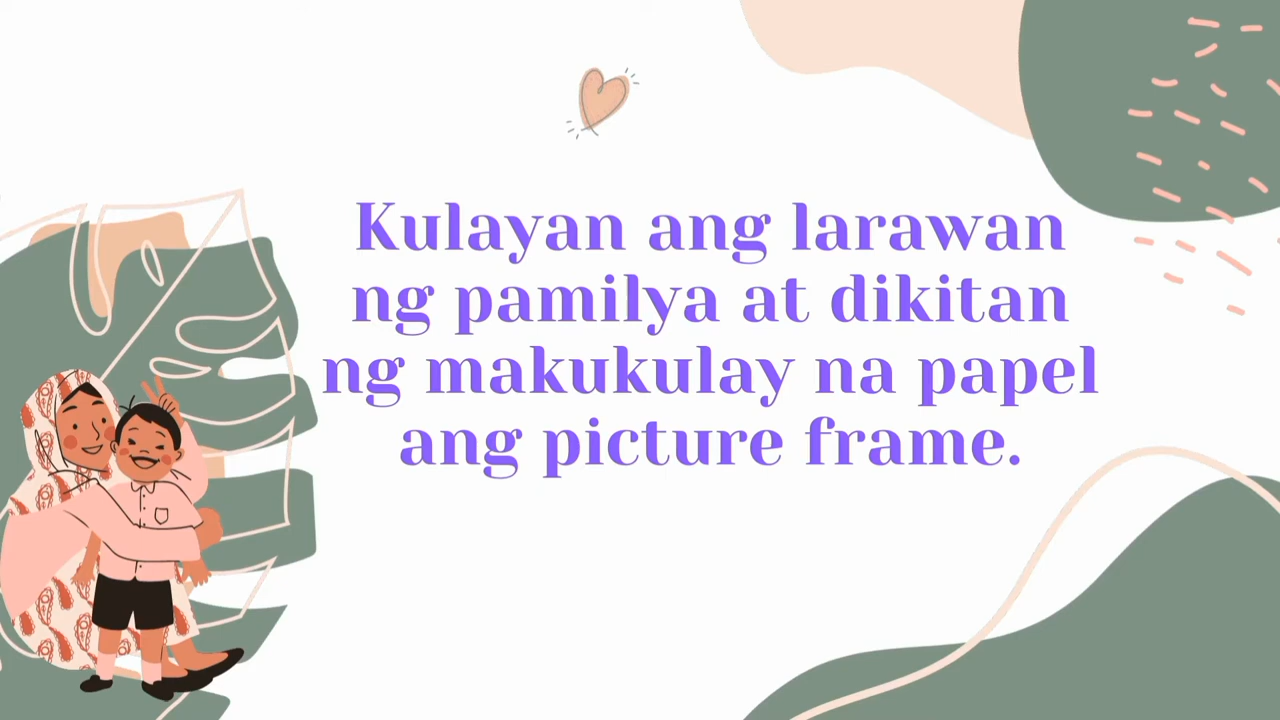 Kulayan ang larawan
ng pamilya at dikitan
ng makukulay na papel
ang picture frame.